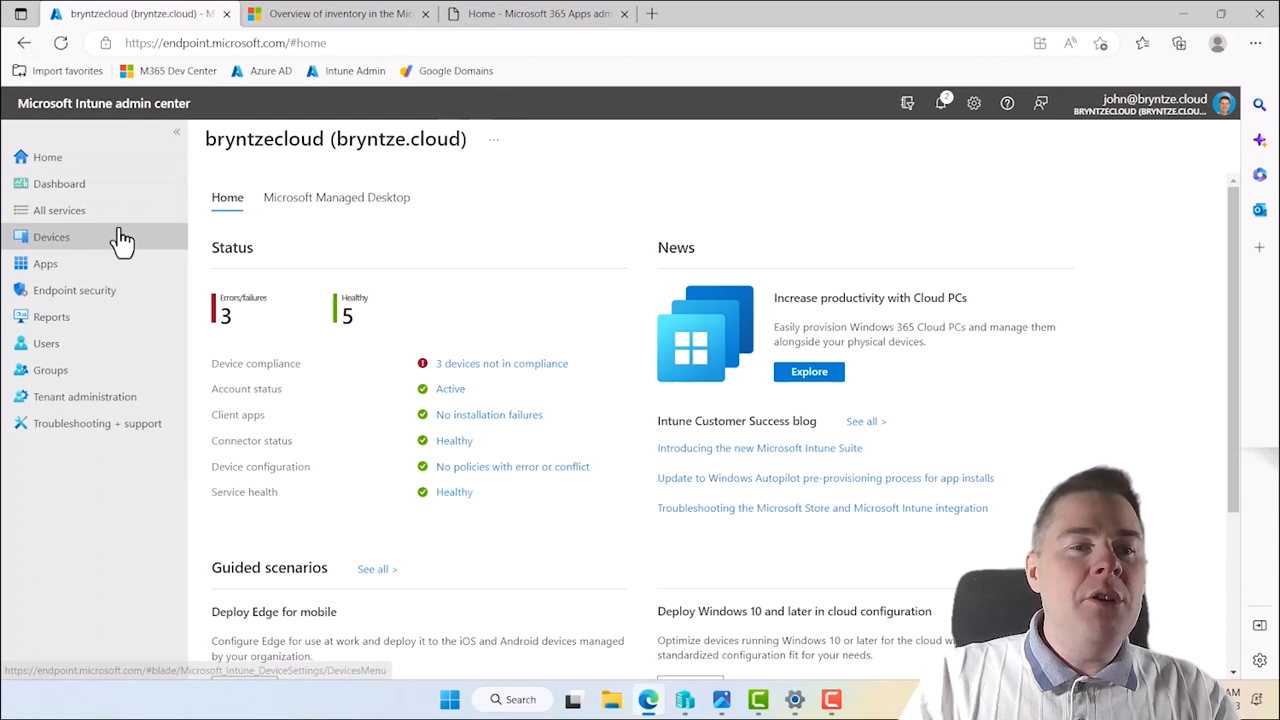 bryntzecloud (bryntze.cloud) - M
Overview of inventory in the Mic
Home - Microsoft 365 Apps adm
https://endpoint.microsoft.com/#home
Import favorites
M365 Dev Center
Azure AD
Intune Admin
Google Domains
Microsoft Intune admin center
2
john@bryntze.cloud
BRYNTZECLOUD (BRYNTZE.CLOU...
Home
Dashboard
All services
Devices
Apps
Endpoint security
Reports
Users
Groups
Tenant administration
Troubleshooting + support
bryntzecloud (bryntze.cloud)
Home
Microsoft Managed Desktop
Status
Errors/failures
3
Healthy
5
Device compliance
3 devices not in compliance
Account status
Active
Client apps
No installation failures
Connector status
Healthy
Device configuration
No policies with error or conflict
Service health
Healthy
News
Increase productivity with Cloud PCs
Easily provision Windows 365 Cloud PCs and manage them
alongside your physical devices.
Explore
Intune Customer Success blog
See all >
Introducing the new Microsoft Intune Suite
Update to Windows Autopilot pre-provisioning process for app installs
Troubleshooting the Microsoft Store and Microsoft Intune integration
Guided scenarios
See all >
Deploy Edge for mobile
Configure Edge for use at work and deploy it to the iOS and Android devices managed
by your organization.
Deploy Windows 10 and later in cloud configuration
Optimize devices running Windows 10 or later for the cloud w
standardized configuration fit for your needs.
https://endpoint.microsoft.com/#blade/Microsoft_Intune_DeviceSettings/DevicesMenu
Search